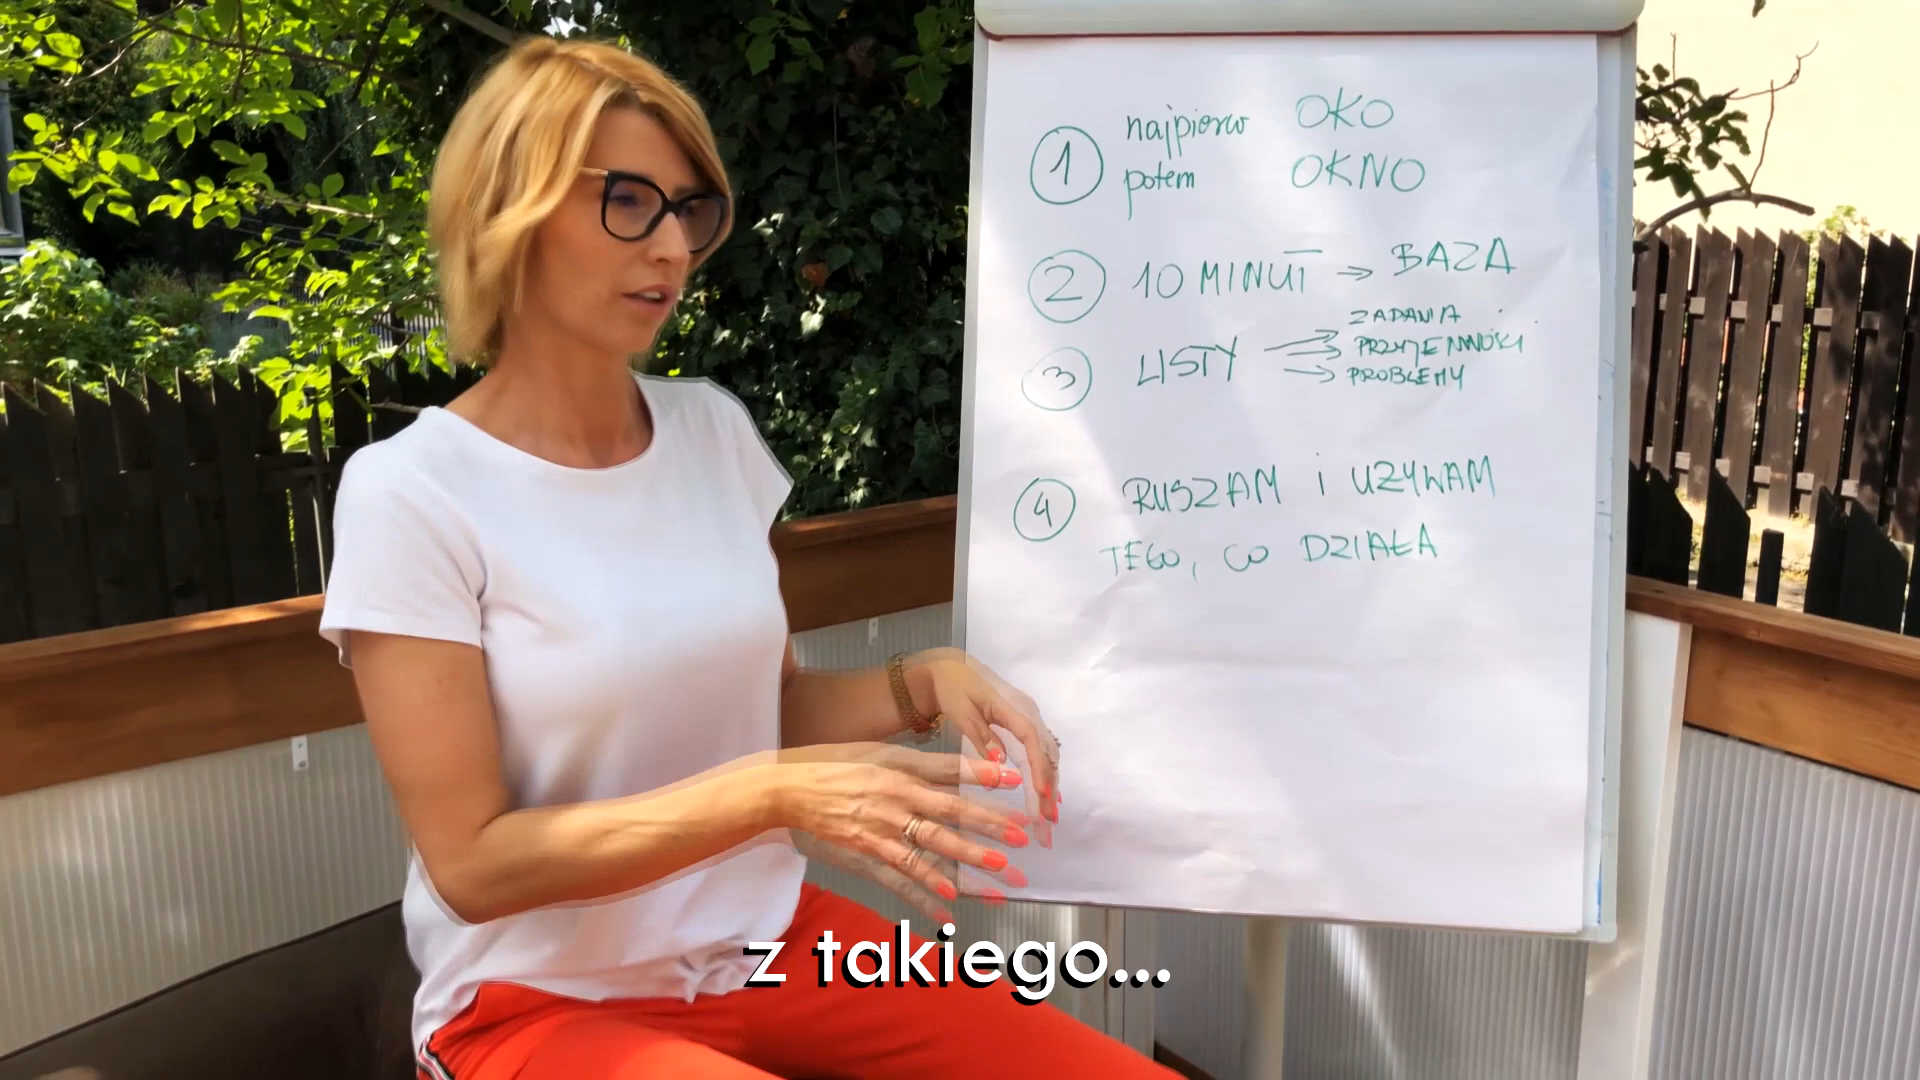 1 najpierw OKO
potem OKNO
2 10 MINUT → BAZA
3 LISTY → ZADANIA
→ PRZYJEMNOŚCI
→ PROBLEMY
4 RUSZAM i UŻYWAM
TEGO, CO DZIAŁA
z takiego...